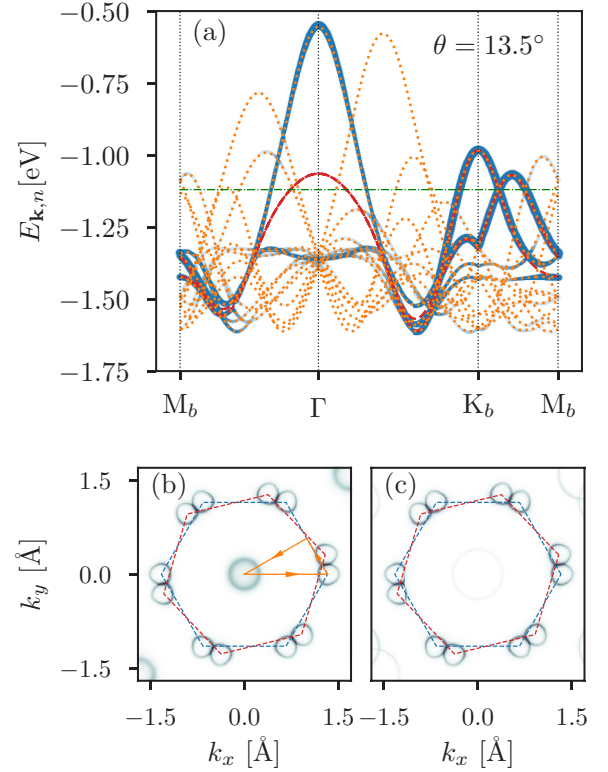 (a)
θ = 13.5°
E_{k,n} [eV]
−0.50
−0.75
−1.00
−1.25
−1.50
−1.75
M_b
Γ
K_b
M_b
(b)
(c)
k_y [Å]
1.5
0.0
−1.5
−1.5
0.0
1.5
−1.5
0.0
1.5
k_x [Å]
k_x [Å]